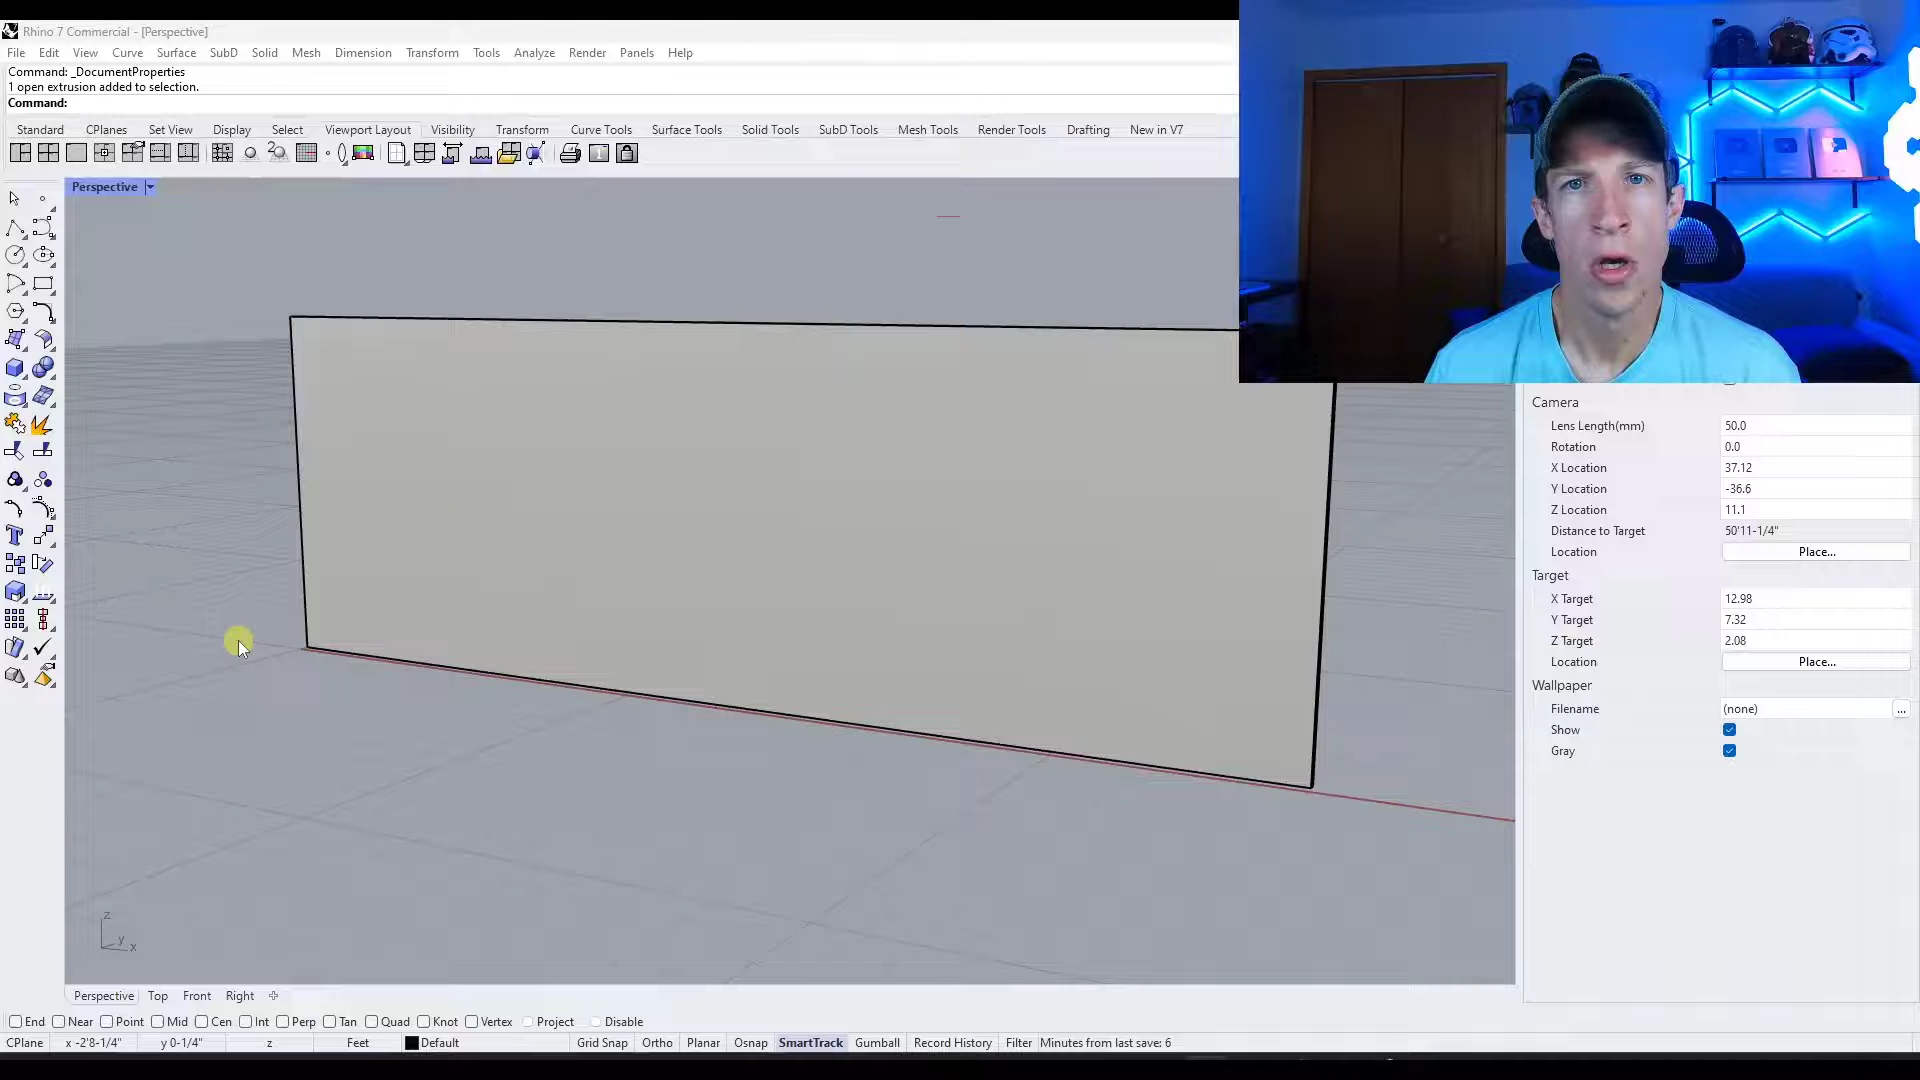 Rhino 7 Commercial - [Perspective]
File Edit View Curve Surface SubD Solid Mesh Dimension Transform Tools Analyze Render Panels Help
Command: _DocumentProperties
1 open extrusion added to selection.
Command:
Standard CPlanes Set View Display Select Viewport Layout Visibility Transform Curve Tools Surface Tools Solid Tools SubD Tools Mesh Tools Render Tools Drafting New in V7
Perspective
Camera
Lens Length(mm) 50.0
Rotation 0.0
X Location 37.12
Y Location -36.6
Z Location 11.1
Distance to Target 50'11-1/4"
Location Place...
Target
X Target 12.98
Y Target 7.32
Z Target 2.08
Location Place...
Wallpaper
Filename (none) ...
Show
Gray
z
y x
Perspective Top Front Right
End Near Point Mid Cen Int Perp Tan Quad Knot Vertex Project Disable
CPlane x -2'8-1/4" y 0-1/4" z Feet Default Grid Snap Ortho Planar Osnap SmartTrack Gumball Record History Filter Minutes from last save: 6